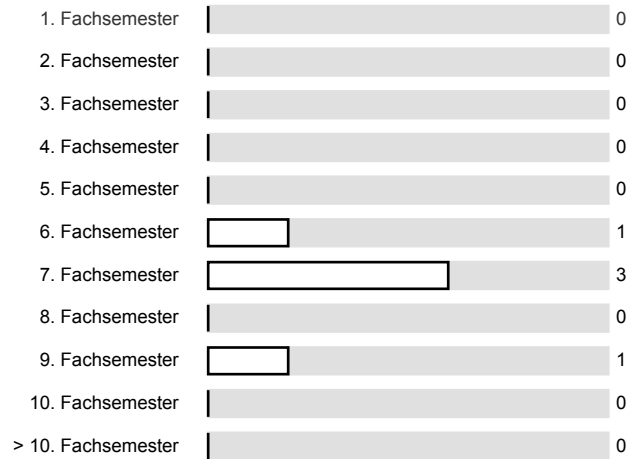 1. Fachsemester 0
2. Fachsemester 0
3. Fachsemester 0
4. Fachsemester 0
5. Fachsemester 0
6. Fachsemester 1
7. Fachsemester 3
8. Fachsemester 0
9. Fachsemester 1
10. Fachsemester 0
> 10. Fachsemester 0